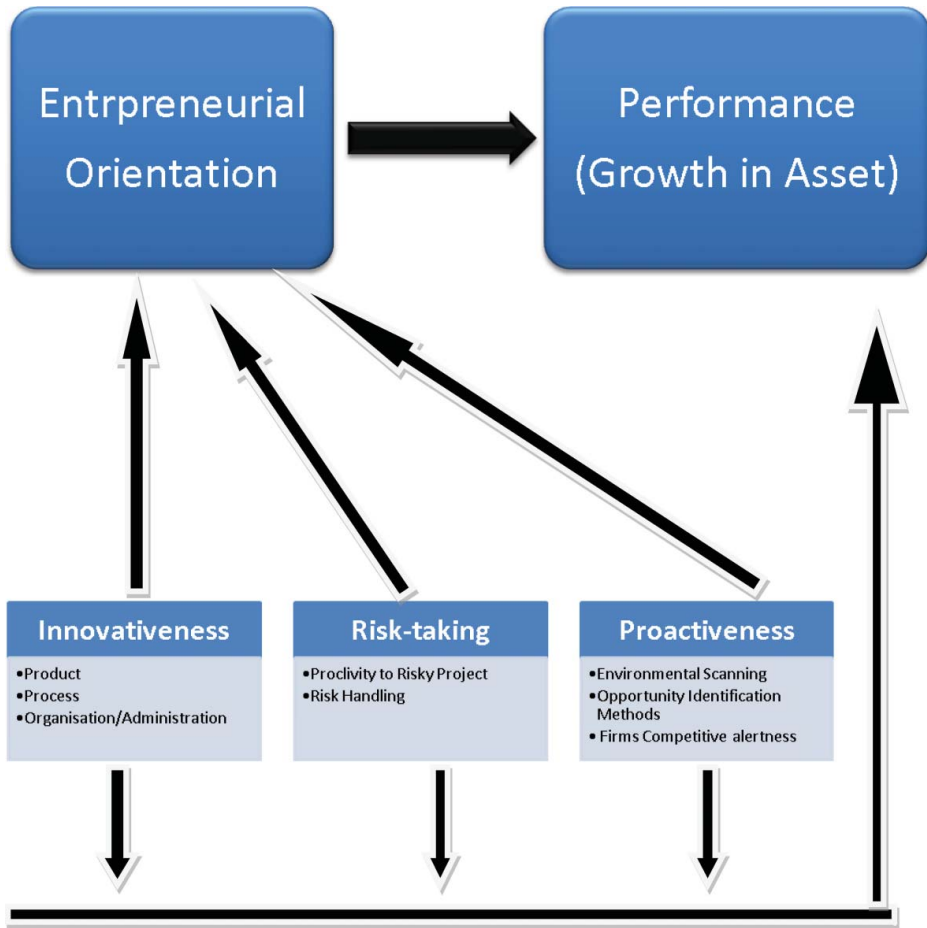 Entrpreneurial
Orientation
Performance
(Growth in Asset)
Innovativeness
•Product
•Process
•Organisation/Administration
Risk-taking
•Proclivity to Risky Project
•Risk Handling
Proactiveness
•Environmental Scanning
•Opportunity Identification
Methods
• Firms Competitive alertness